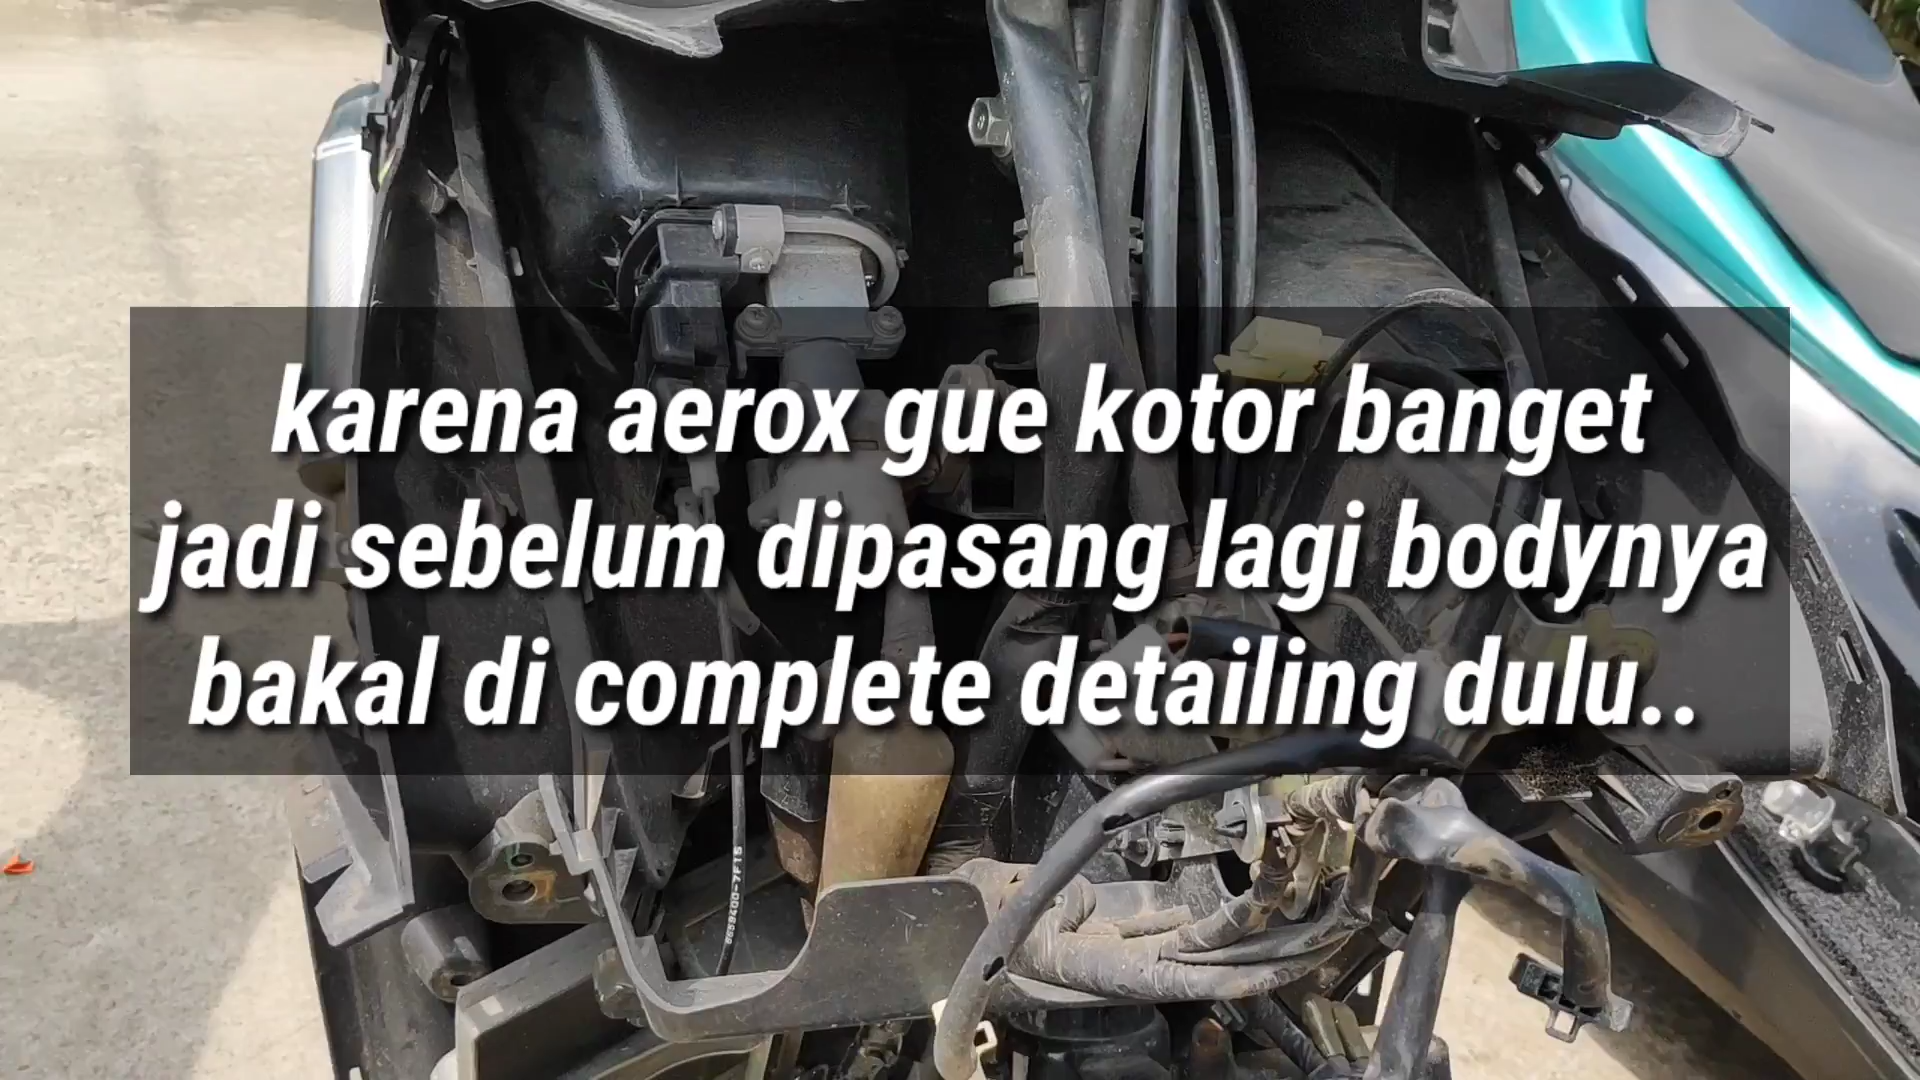 karena aerox gue kotor banget
jadi sebelum dipasang lagi bodynya
bakal di complete detailing dulu..